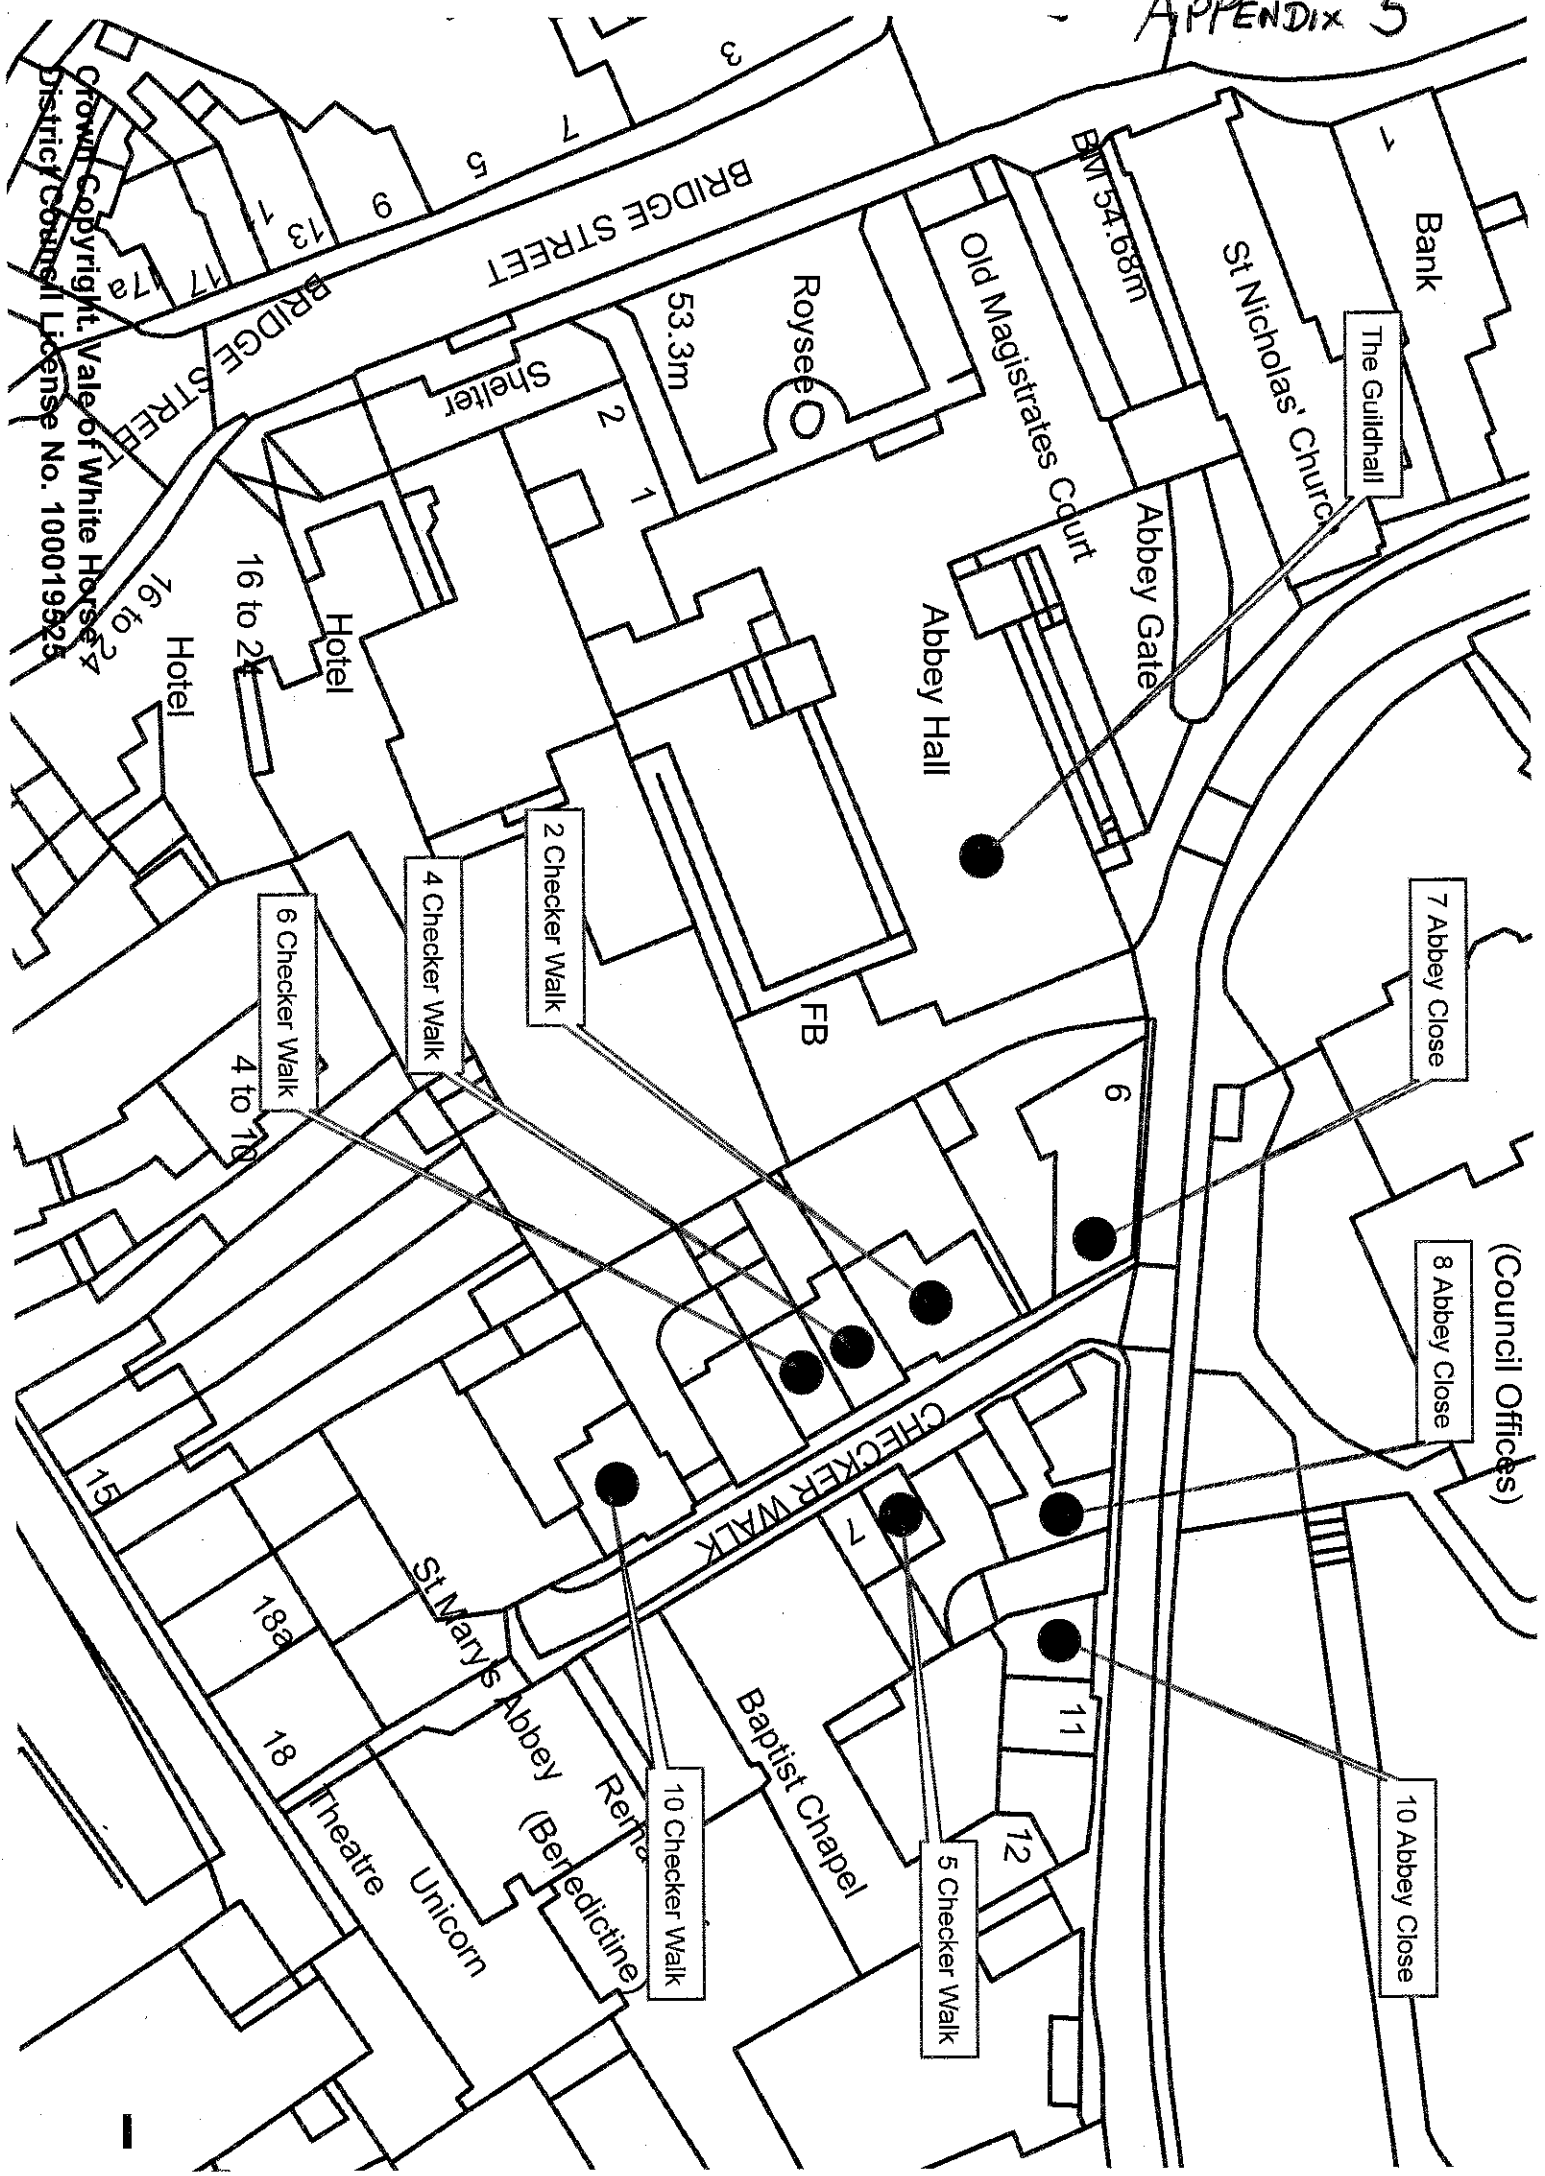 APPENDIX 5
Bank
1
St Nicholas' Church
The Guildhall
BM 54.68m
Old Magistrates Court
Abbey Gate
Abbey Hall
Roysee
53.3m
BRIDGE STREET
BRIDGE STREET
3
7
5
9
13
11
17
17a
Shelter
2
1
Hotel
16 to 24
Hotel
16 to 24
FB
2 Checker Walk
4 Checker Walk
6 Checker Walk
4 to 10
7 Abbey Close
6
(Council Offices)
8 Abbey Close
10 Abbey Close
11
12
5 Checker Walk
7
CHECKER WALK
10 Checker Walk
Baptist Chapel
St Mary's Abbey
(Benedictine)
Unicorn
Theatre
15
18a
18
Crown Copyright. Vale of White Horse
District Council License No. 100019525